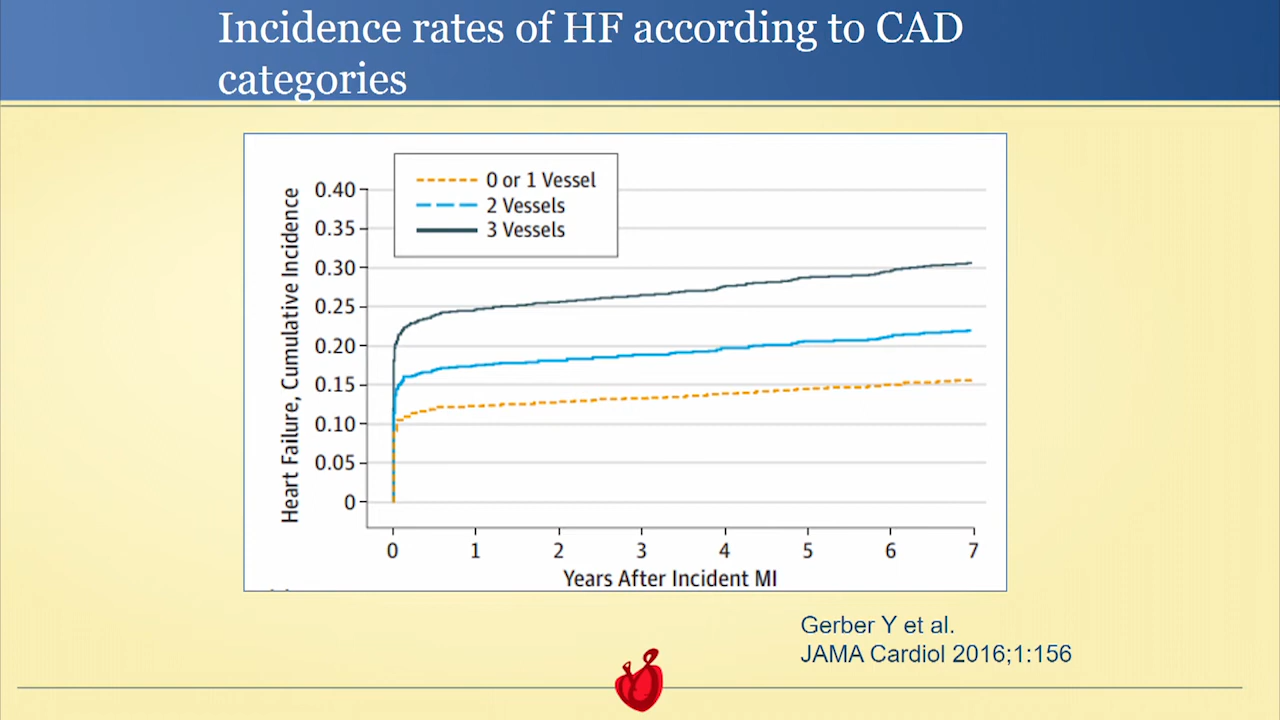 Incidence rates of HF according to CAD
categories
0 or 1 Vessel
2 Vessels
3 Vessels
Heart Failure, Cumulative Incidence
0.40
0.35
0.30
0.25
0.20
0.15
0.10
0.05
0
0 1 2 3 4 5 6 7
Years After Incident MI
Gerber Y et al.
JAMA Cardiol 2016;1:156